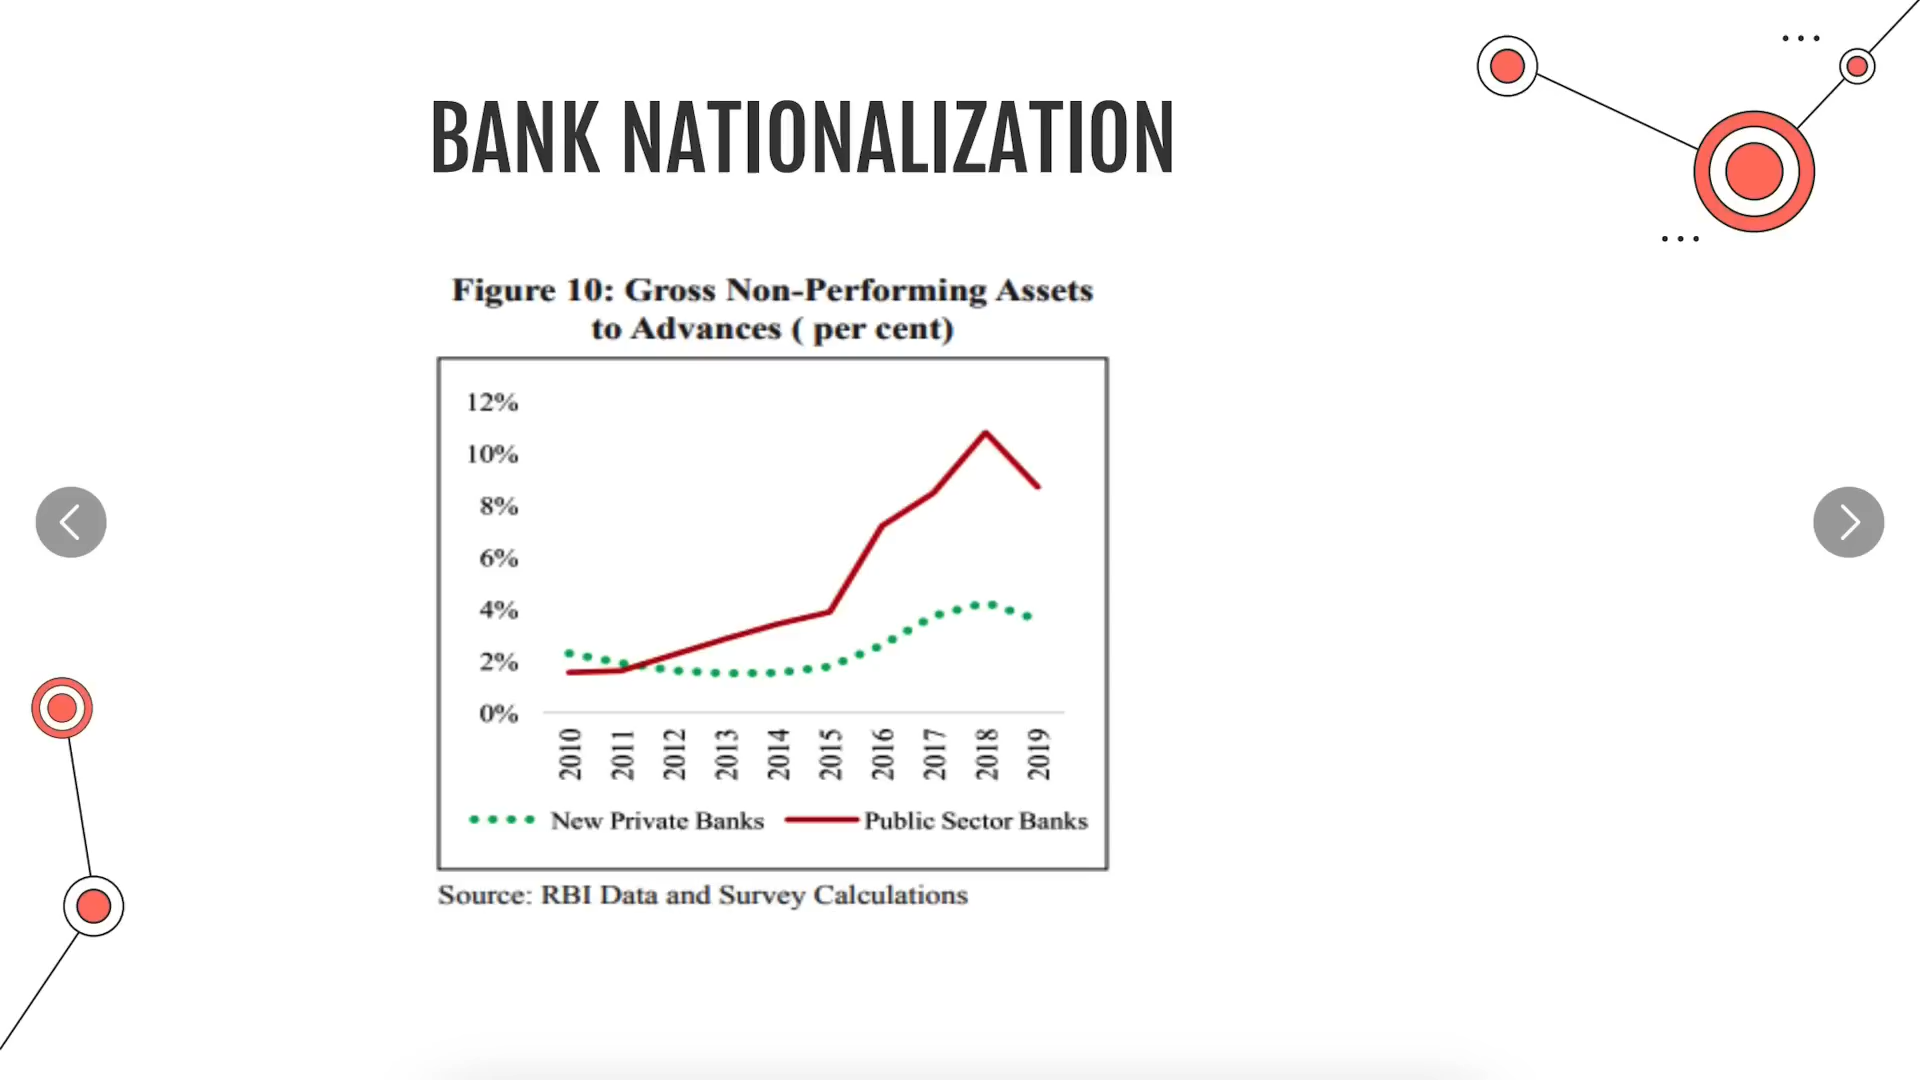 BANK NATIONALIZATION
Figure 10: Gross Non-Performing Assets
to Advances ( per cent)
12%
10%
8%
6%
4%
2%
0%
2010 2011 2012 2013 2014 2015 2016 2017 2018 2019
New Private Banks Public Sector Banks
Source: RBI Data and Survey Calculations